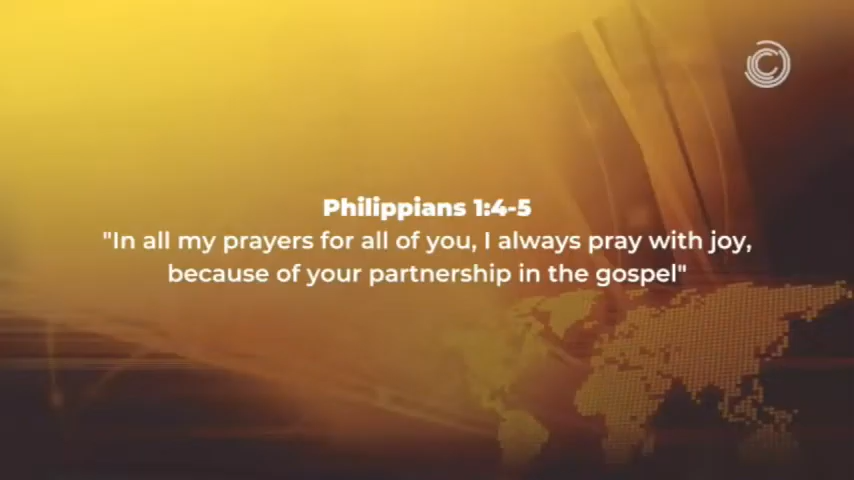 Philippians 1:4-5
"In all my prayers for all of you, I always pray with joy,
because of your partnership in the gospel"